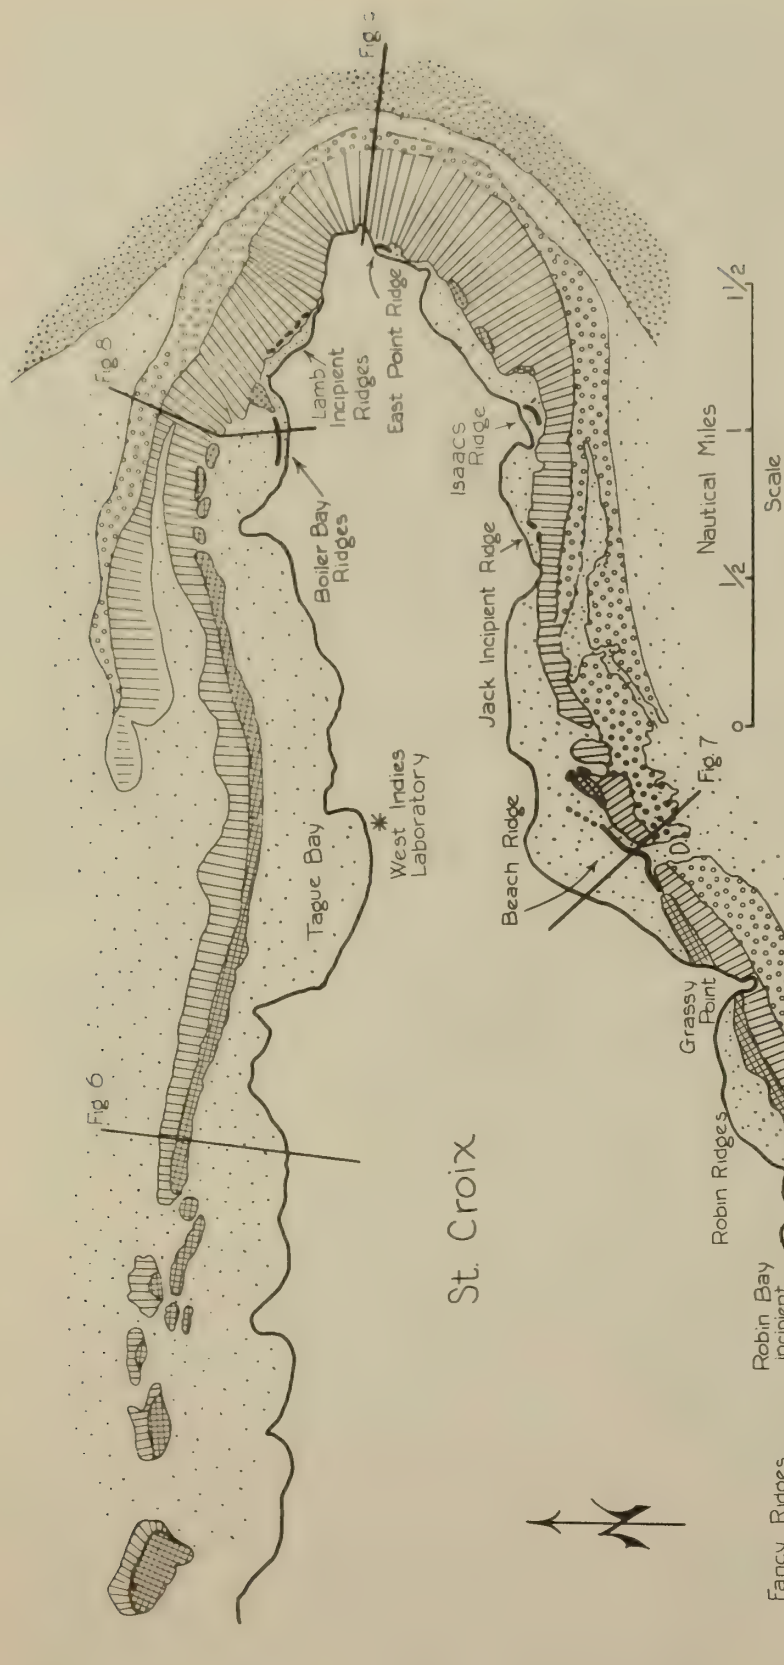 Fig 6
Fig 8
Fig
Tague Bay
Boiler Bay
Ridges
Lamb
Incipient
Ridges
East Point Ridge
West Indies
Laboratory
St. Croix
Isaacs
Ridge
Jack Incipient Ridge
Beach Ridge
Fig. 7
Grassy
Point
Robin Ridges
Robin Bay
incipient
Fancy Ridges
N
Nautical Miles
0
1/2
1
1 1/2
Scale